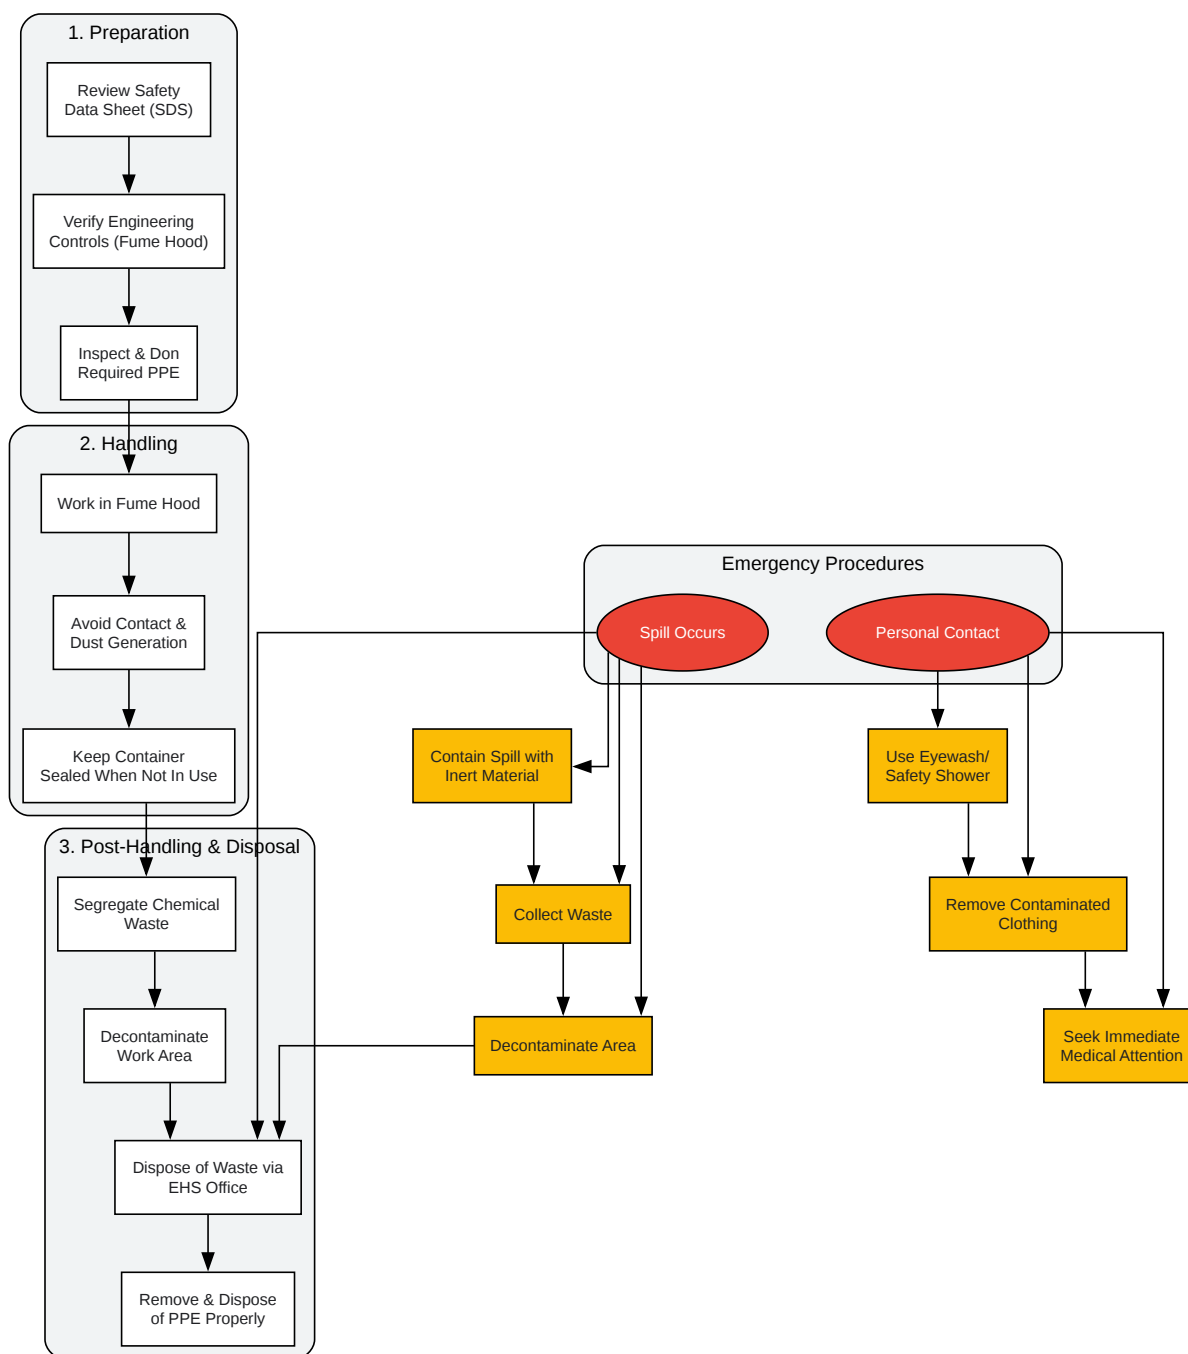 1. Preparation
Review Safety
Data Sheet (SDS)
Verify Engineering
Controls (Fume Hood)
Inspect & Don
Required PPE
2. Handling
Work in Fume Hood
Avoid Contact &
Dust Generation
Keep Container
Sealed When Not In Use
3. Post-Handling & Disposal
Segregate Chemical
Waste
Decontaminate
Work Area
Dispose of Waste via
EHS Office
Remove & Dispose
of PPE Properly
Emergency Procedures
Spill Occurs
Personal Contact
Contain Spill with
Inert Material
Collect Waste
Decontaminate Area
Use Eyewash/
Safety Shower
Remove Contaminated
Clothing
Seek Immediate
Medical Attention